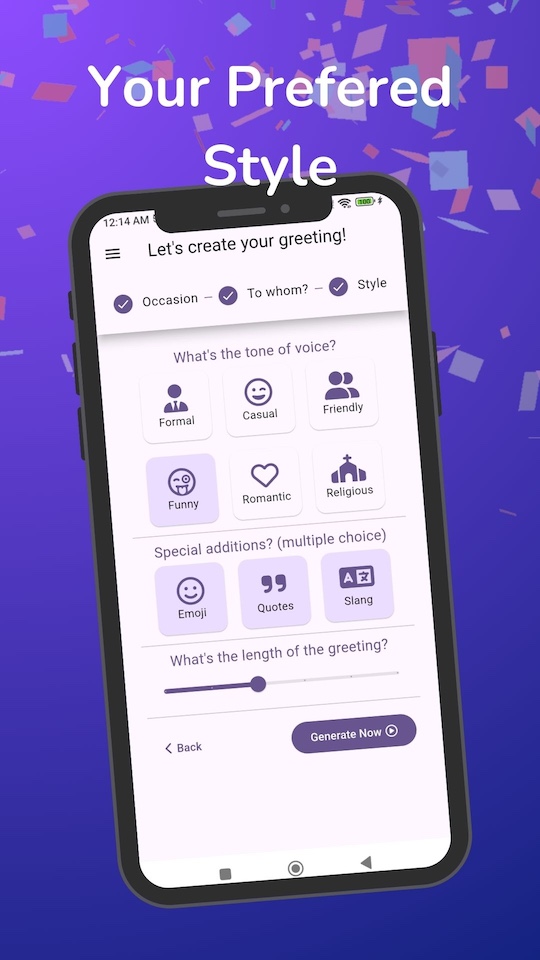 Your Prefered
Style
12:14 AM
100
Let's create your greeting!
Occasion – To whom? – Style
What's the tone of voice?
Formal Casual Friendly
Funny Romantic Religious
Special additions? (multiple choice)
A 文
Emoji Quotes Slang
What's the length of the greeting?
Back Generate Now